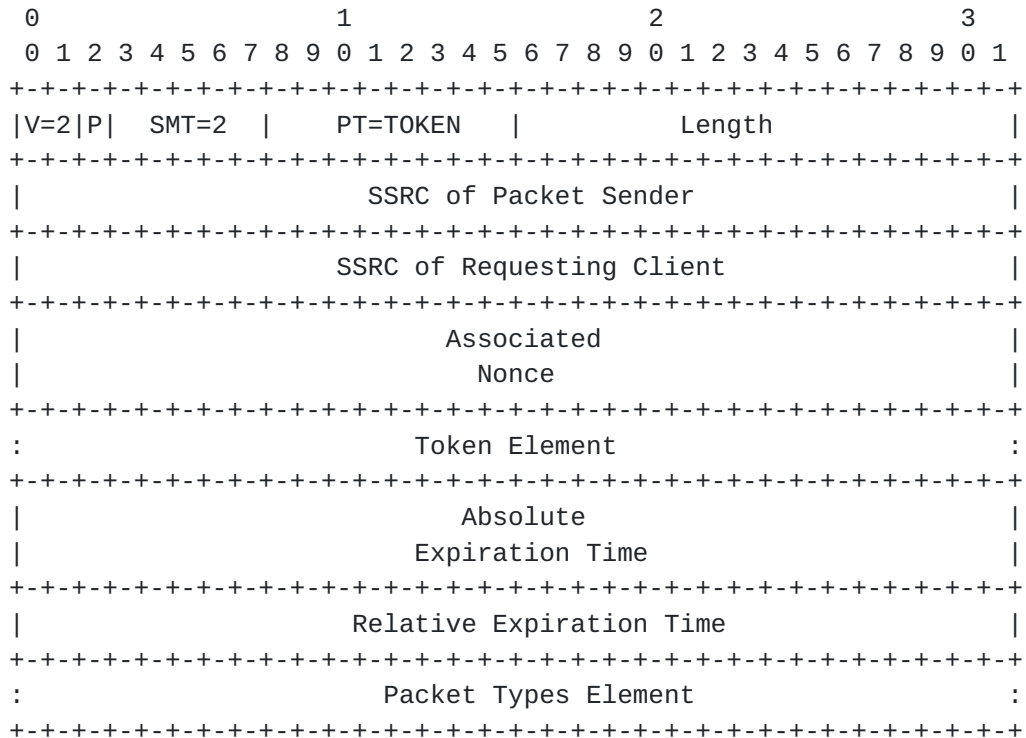 0                   1                   2                   3
 0 1 2 3 4 5 6 7 8 9 0 1 2 3 4 5 6 7 8 9 0 1 2 3 4 5 6 7 8 9 0 1
+-+-+-+-+-+-+-+-+-+-+-+-+-+-+-+-+-+-+-+-+-+-+-+-+-+-+-+-+-+-+-+-+
|V=2|P|  SMT=2  |    PT=TOKEN   |          Length               |
+-+-+-+-+-+-+-+-+-+-+-+-+-+-+-+-+-+-+-+-+-+-+-+-+-+-+-+-+-+-+-+-+
|                      SSRC of Packet Sender                    |
+-+-+-+-+-+-+-+-+-+-+-+-+-+-+-+-+-+-+-+-+-+-+-+-+-+-+-+-+-+-+-+-+
|                    SSRC of Requesting Client                  |
+-+-+-+-+-+-+-+-+-+-+-+-+-+-+-+-+-+-+-+-+-+-+-+-+-+-+-+-+-+-+-+-+
|                           Associated                          |
|                             Nonce                             |
+-+-+-+-+-+-+-+-+-+-+-+-+-+-+-+-+-+-+-+-+-+-+-+-+-+-+-+-+-+-+-+-+
:                         Token Element                         :
+-+-+-+-+-+-+-+-+-+-+-+-+-+-+-+-+-+-+-+-+-+-+-+-+-+-+-+-+-+-+-+-+
|                            Absolute                           |
|                         Expiration Time                       |
+-+-+-+-+-+-+-+-+-+-+-+-+-+-+-+-+-+-+-+-+-+-+-+-+-+-+-+-+-+-+-+-+
|                     Relative Expiration Time                  |
+-+-+-+-+-+-+-+-+-+-+-+-+-+-+-+-+-+-+-+-+-+-+-+-+-+-+-+-+-+-+-+-+
:                       Packet Types Element                    :
+-+-+-+-+-+-+-+-+-+-+-+-+-+-+-+-+-+-+-+-+-+-+-+-+-+-+-+-+-+-+-+-+